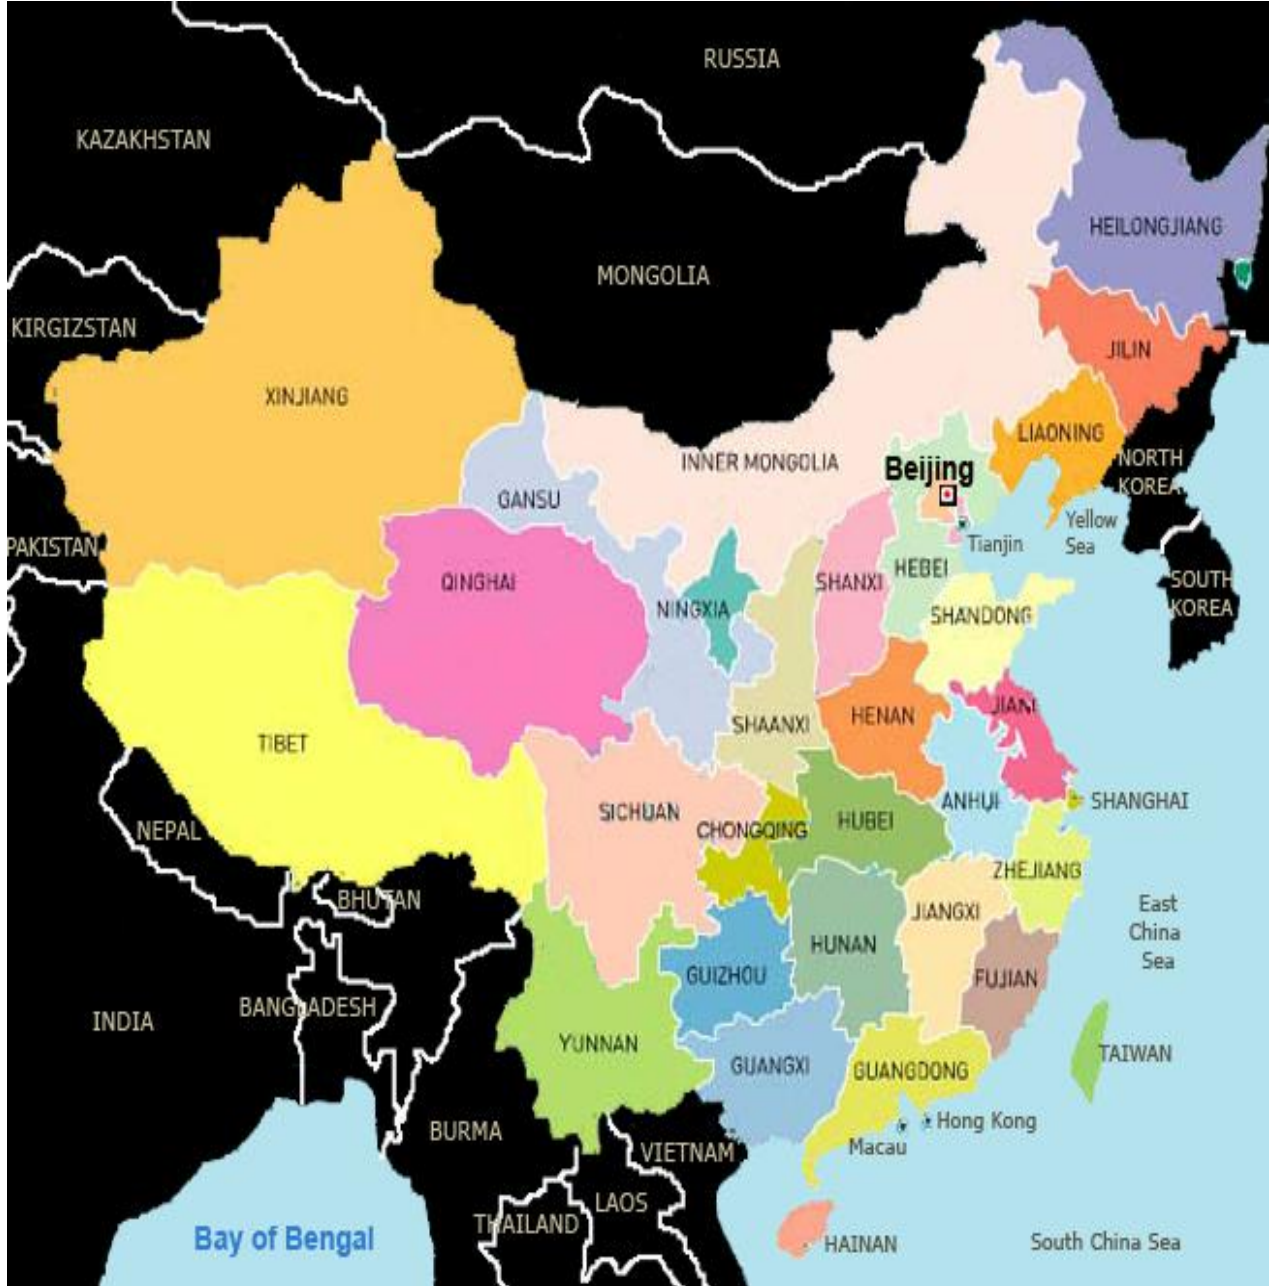 RUSSIA
KAZAKHSTAN
HEILONGJIANG
MONGOLIA
KIRGIZSTAN
JILIN
XINJIANG
LIAONING
INNER MONGOLIA
Beijing
NORTH
KOREA
GANSU
Yellow
Sea
Tianjin
PAKISTAN
HEBEI
QINGHAI
SHANXI
SOUTH
KOREA
NINGXIA
SHANDONG
JIANI
HENAN
SHAANXI
TIBET
ANHUI
SHANGHAI
SICHUAN
HUBEI
CHONGQING
NEPAL
ZHEJIANG
BHUTAN
East
China
Sea
JIANGXI
HUNAN
GUIZHOU
FUJIAN
BANGLADESH
INDIA
YUNNAN
TAIWAN
GUANGXI
GUANGDONG
Hong Kong
BURMA
Macau
VIETNAM
LAOS
THAILAND
Bay of Bengal
HAINAN
South China Sea